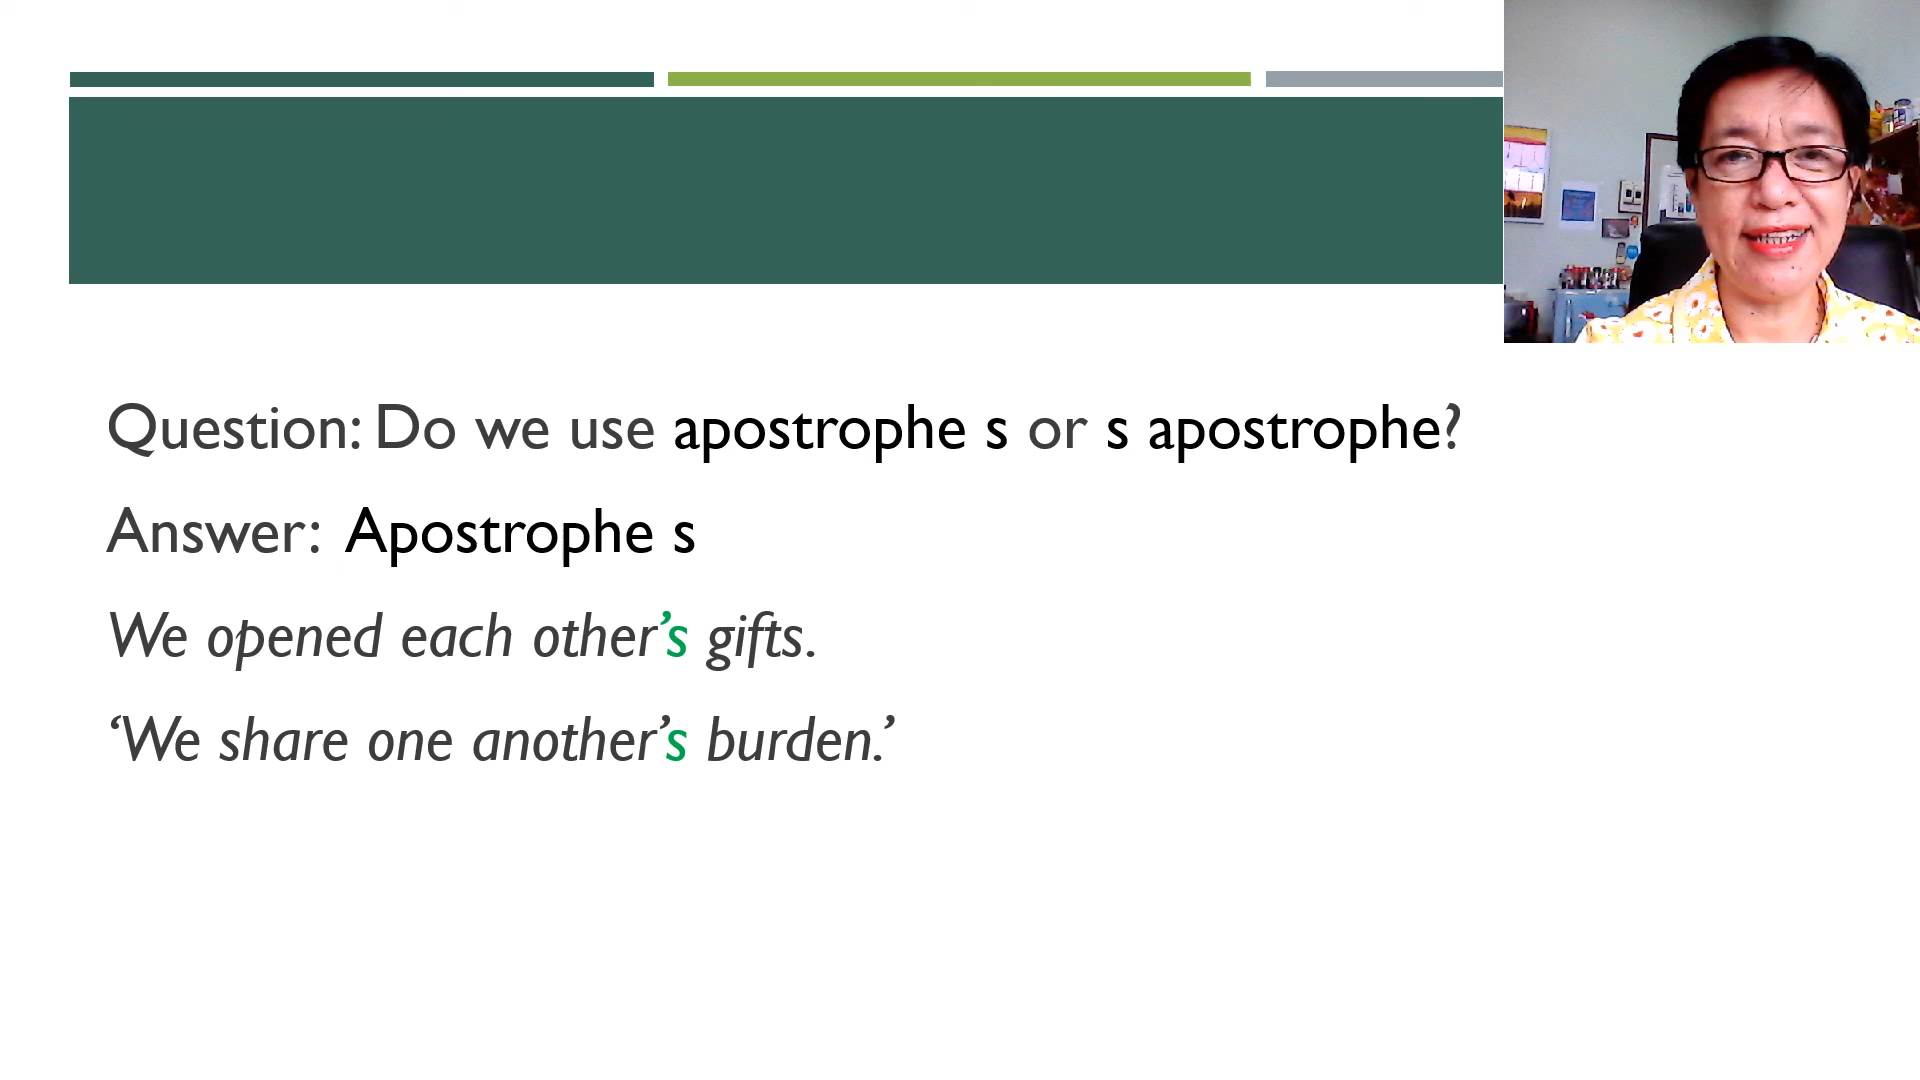 Question: Do we use apostrophe s or s apostrophe?
Answer: Apostrophe s
We opened each other’s gifts.
‘We share one another’s burden.’